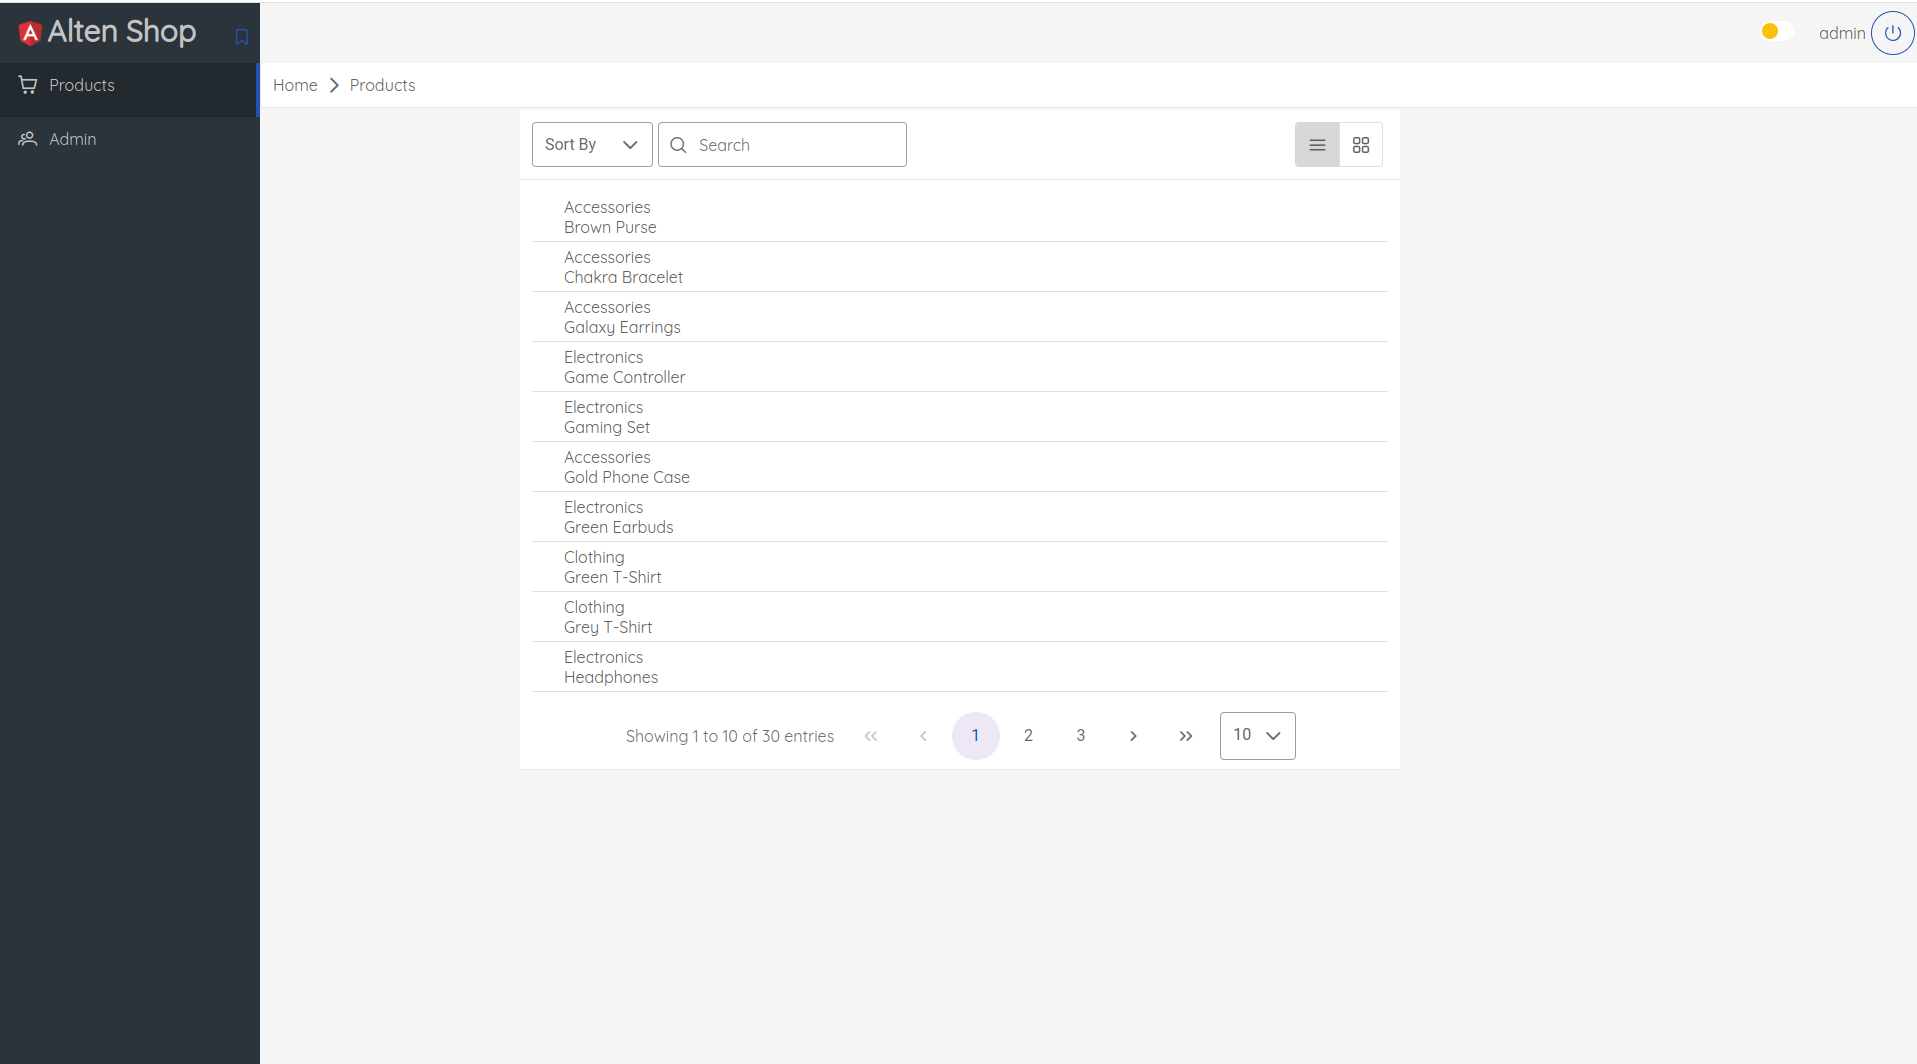 Alten Shop
admin
Products
Admin
Home Products
Sort By
Search
Accessories
Brown Purse
Accessories
Chakra Bracelet
Accessories
Galaxy Earrings
Electronics
Game Controller
Electronics
Gaming Set
Accessories
Gold Phone Case
Electronics
Green Earbuds
Clothing
Green T-Shirt
Clothing
Grey T-Shirt
Electronics
Headphones
Showing 1 to 10 of 30 entries 1 2 3 10